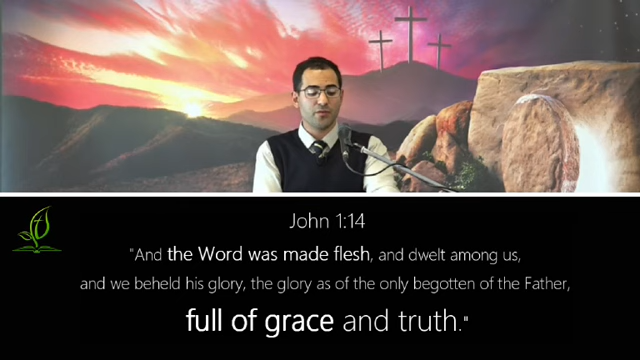 John 1:14
"And the Word was made flesh, and dwelt among us,
and we beheld his glory, the glory as of the only begotten of the Father,
full of grace and truth."